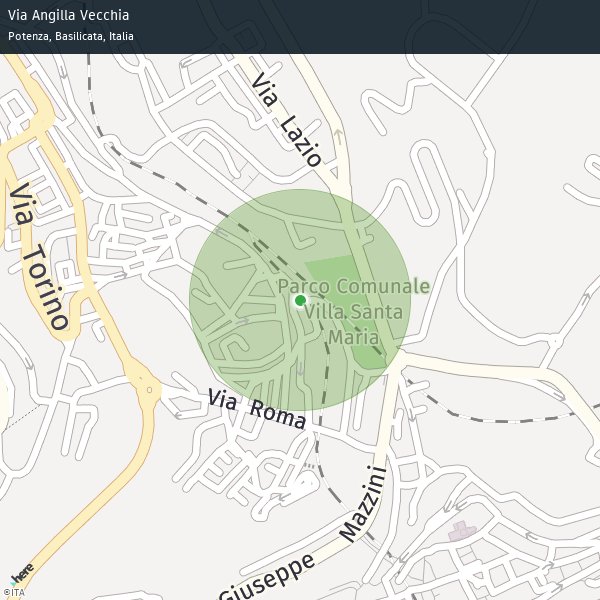 Via Angilla Vecchia
Potenza, Basilicata, Italia
Via Lazio
Via Torino
Parco Comunale
Villa Santa
Maria
Via Roma
Giuseppe Mazzini
here
©ITA